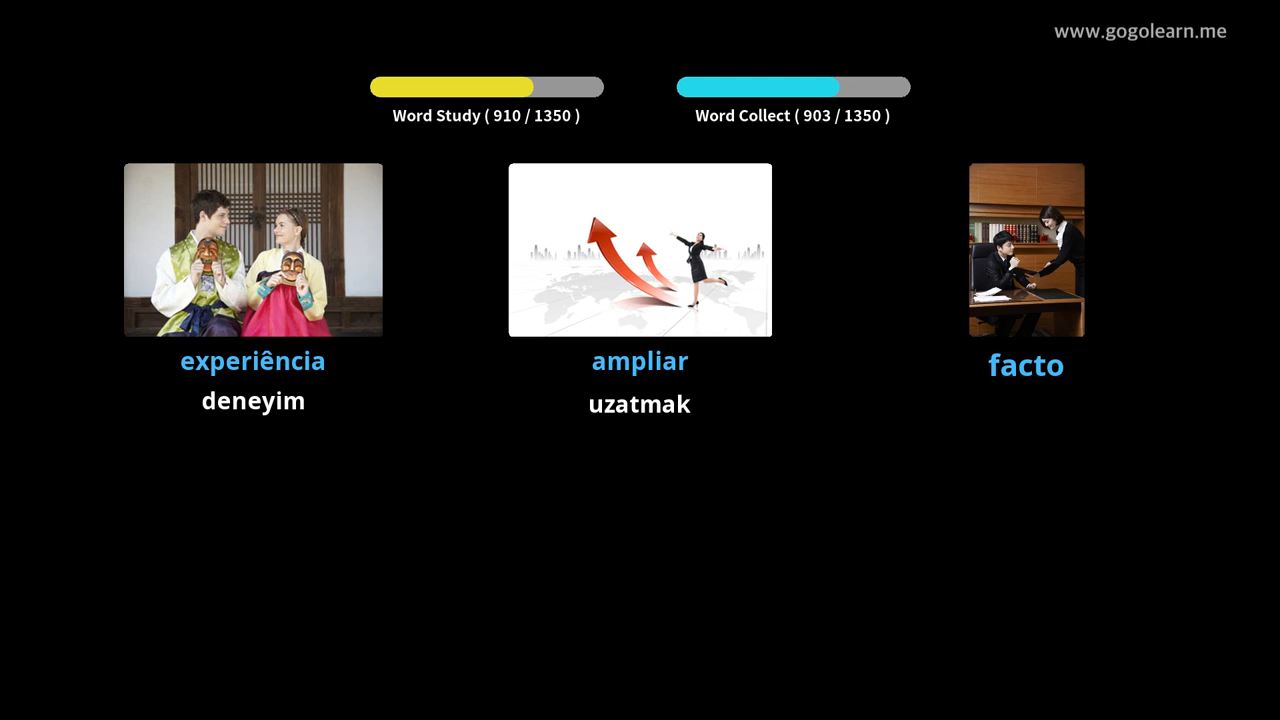 www.gogolearn.me
Word Study ( 910 / 1350 )
Word Collect ( 903 / 1350 )
experiência
ampliar
facto
deneyim
uzatmak